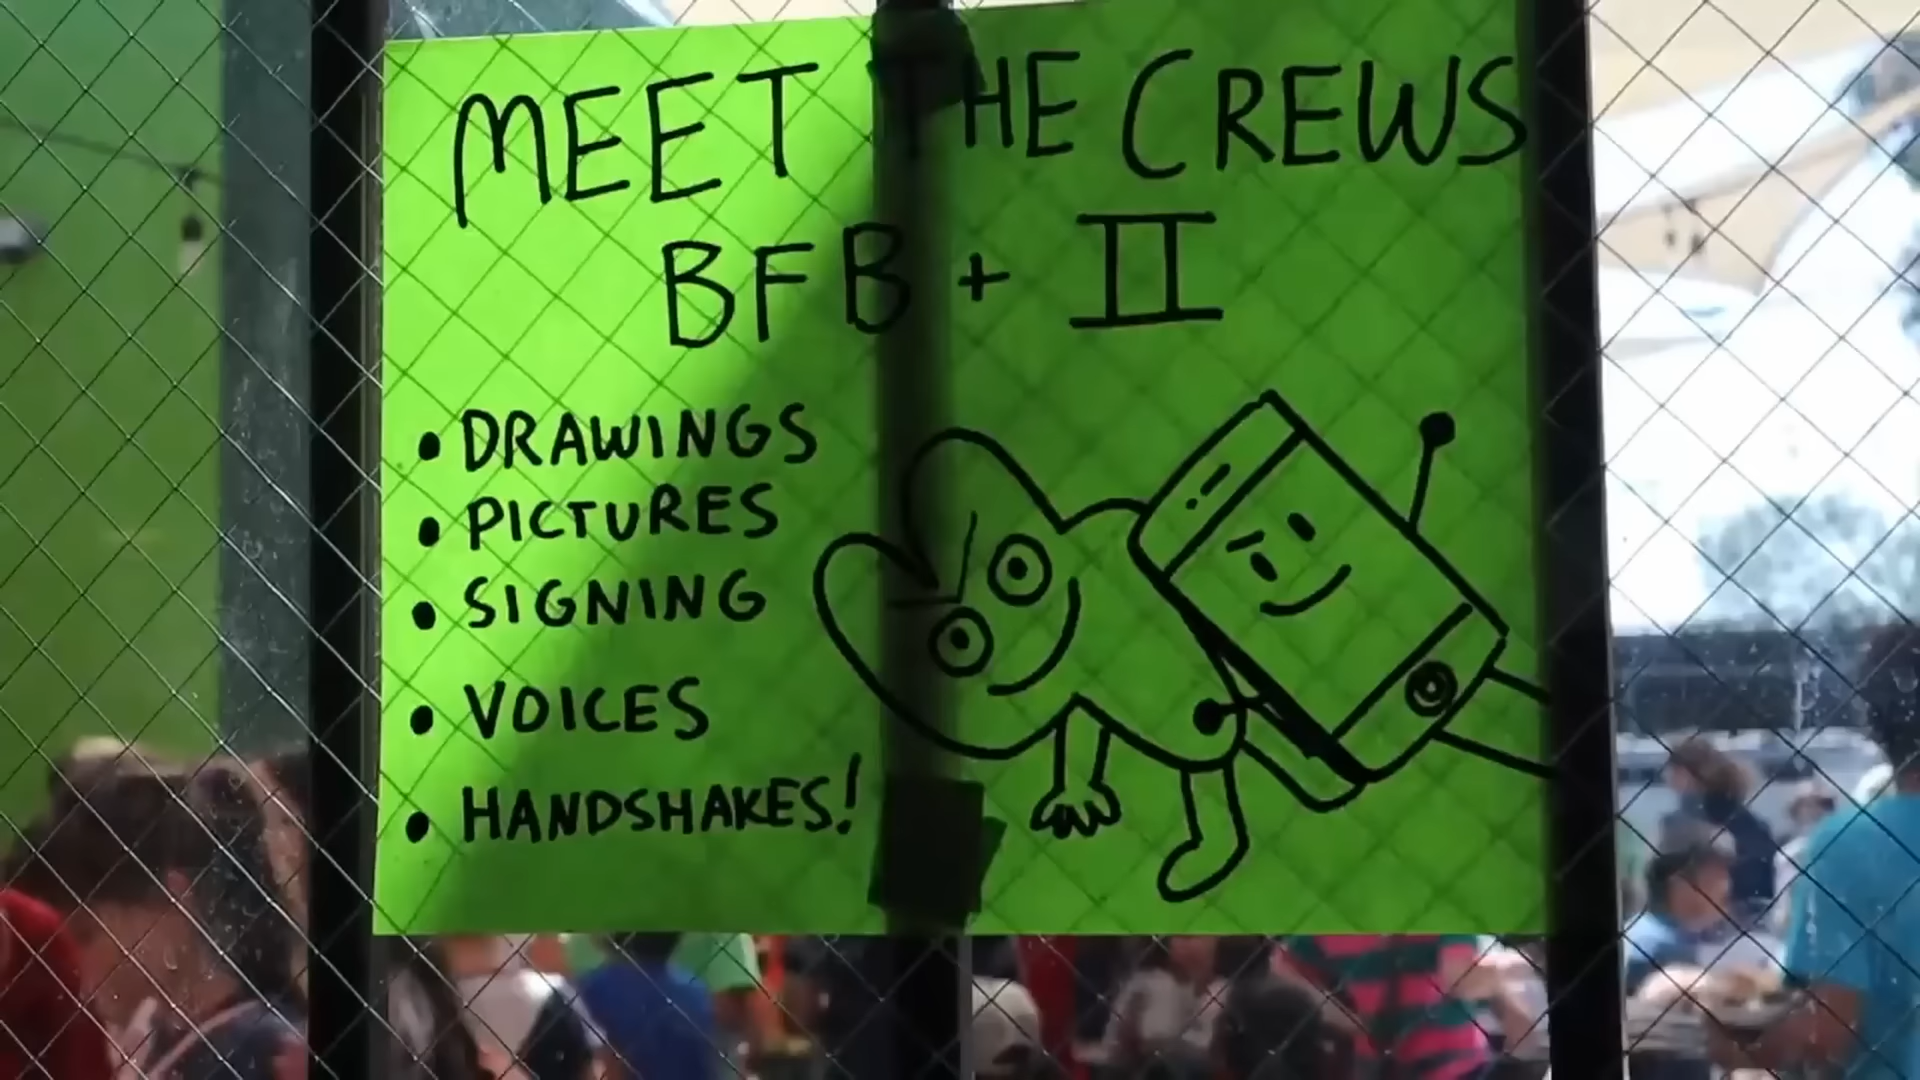 MEET THE CREWS
BFB + II
• DRAWINGS
• PICTURES
• SIGNING
• VOICES
• HANDSHAKES!